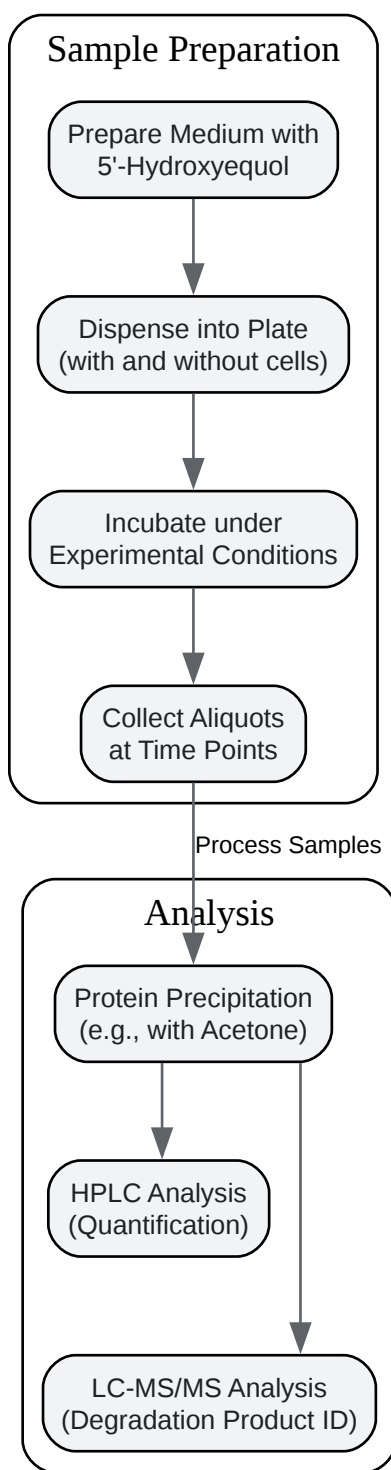 Sample Preparation
Prepare Medium with
5'-Hydroxyequol
Dispense into Plate
(with and without cells)
Incubate under
Experimental Conditions
Collect Aliquots
at Time Points
Process Samples
Analysis
Protein Precipitation
(e.g., with Acetone)
HPLC Analysis
(Quantification)
LC-MS/MS Analysis
(Degradation Product ID)